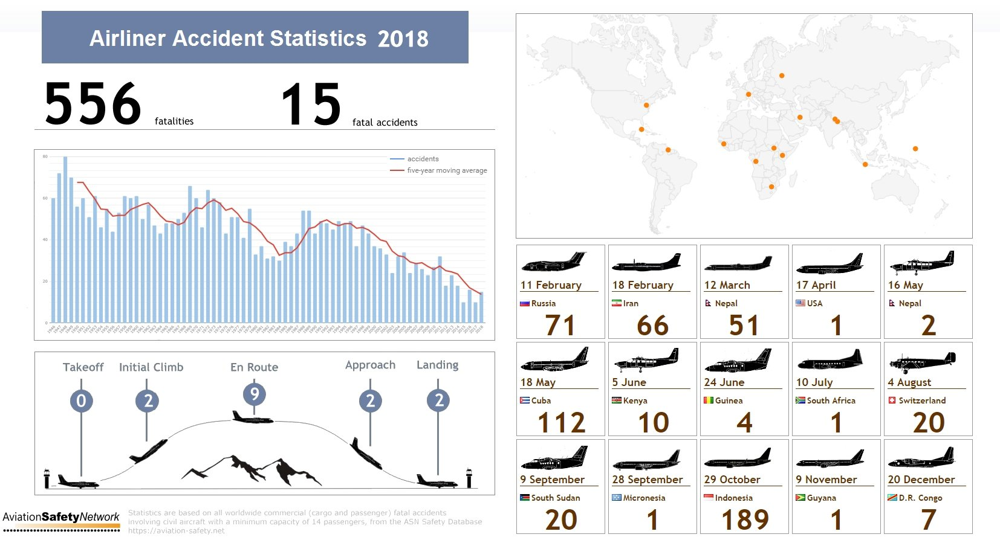 Airliner Accident Statistics 2018
556 fatalities
15 fatal accidents
accidents
five-year moving average
80
60
40
20
0
Takeoff
Initial Climb
En Route
Approach
Landing
0
2
9
2
2
11 February
Russia
71
18 February
Iran
66
12 March
Nepal
51
17 April
USA
1
16 May
Nepal
2
18 May
Cuba
112
5 June
Kenya
10
24 June
Guinea
4
10 July
South Africa
1
4 August
Switzerland
20
9 September
South Sudan
20
28 September
Micronesia
1
29 October
Indonesia
189
9 November
Guyana
1
20 December
D.R. Congo
7
AviationSafetyNetwork
Statistics are based on all worldwide commercial (cargo and passenger) fatal accidents
involving civil aircraft with a minimum capacity of 14 passengers, from the ASN Safety Database
https://aviation-safety.net